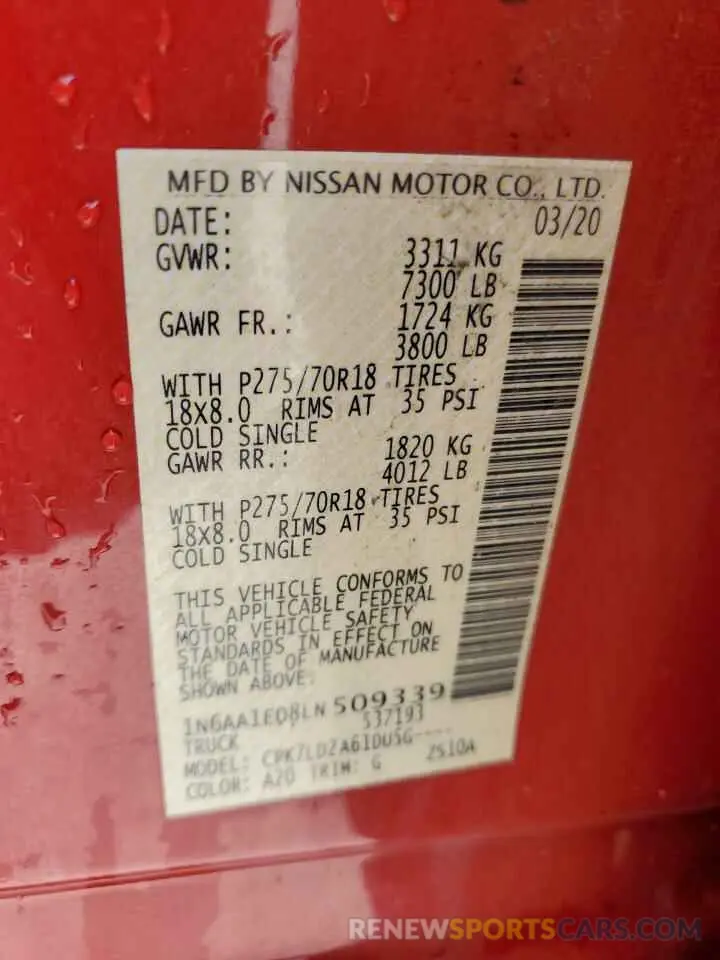 MFD BY NISSAN MOTOR CO., LTD.
DATE: 03/20
GVWR: 3311 KG
7300 LB
GAWR FR.: 1724 KG
3800 LB
WITH P275/70R18 TIRES
18x8.0 RIMS AT 35 PSI
COLD SINGLE
GAWR RR.: 1820 KG
4012 LB
WITH P275/70R18 TIRES
18x8.0 RIMS AT 35 PSI
COLD SINGLE
THIS VEHICLE CONFORMS TO
ALL APPLICABLE FEDERAL
MOTOR VEHICLE SAFETY
STANDARDS IN EFFECT ON
THE DATE OF MANUFACTURE
SHOWN ABOVE:
1N6AA1ED8LN 509339
TRUCK 537193
MODEL: ----
COLOR: A20 TRIM: G 2S10A
RENEWSPORTSCARS.COM